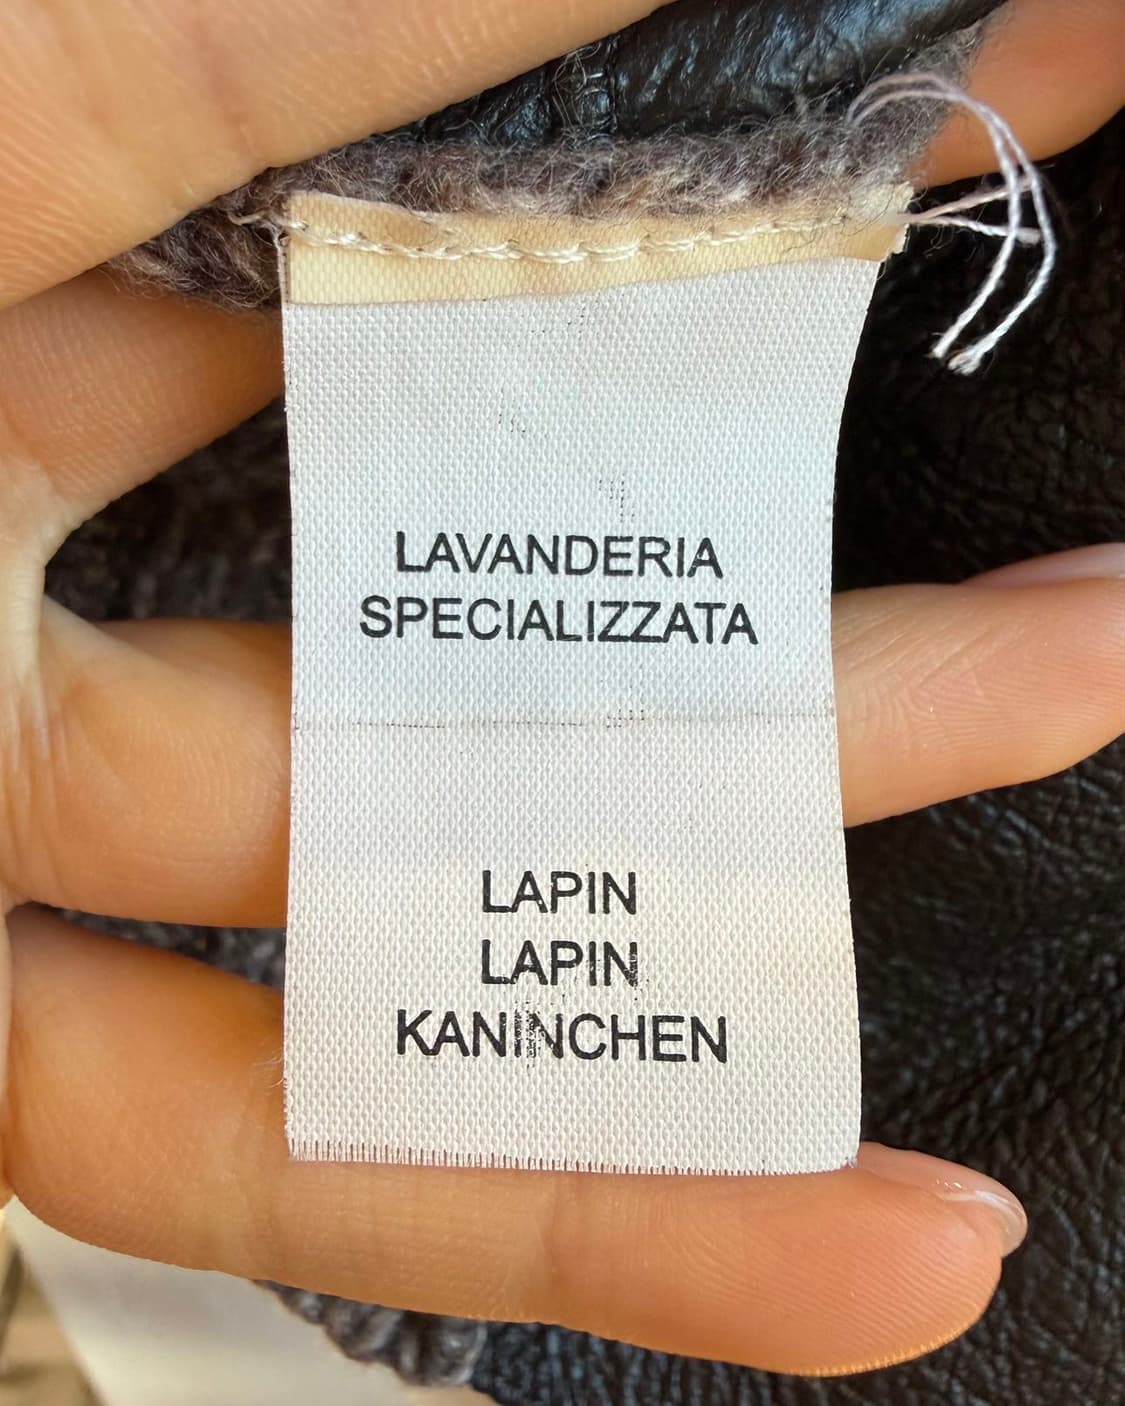 LAVANDERIA
SPECIALIZZATA
LAPIN
LAPIN
KANINCHEN